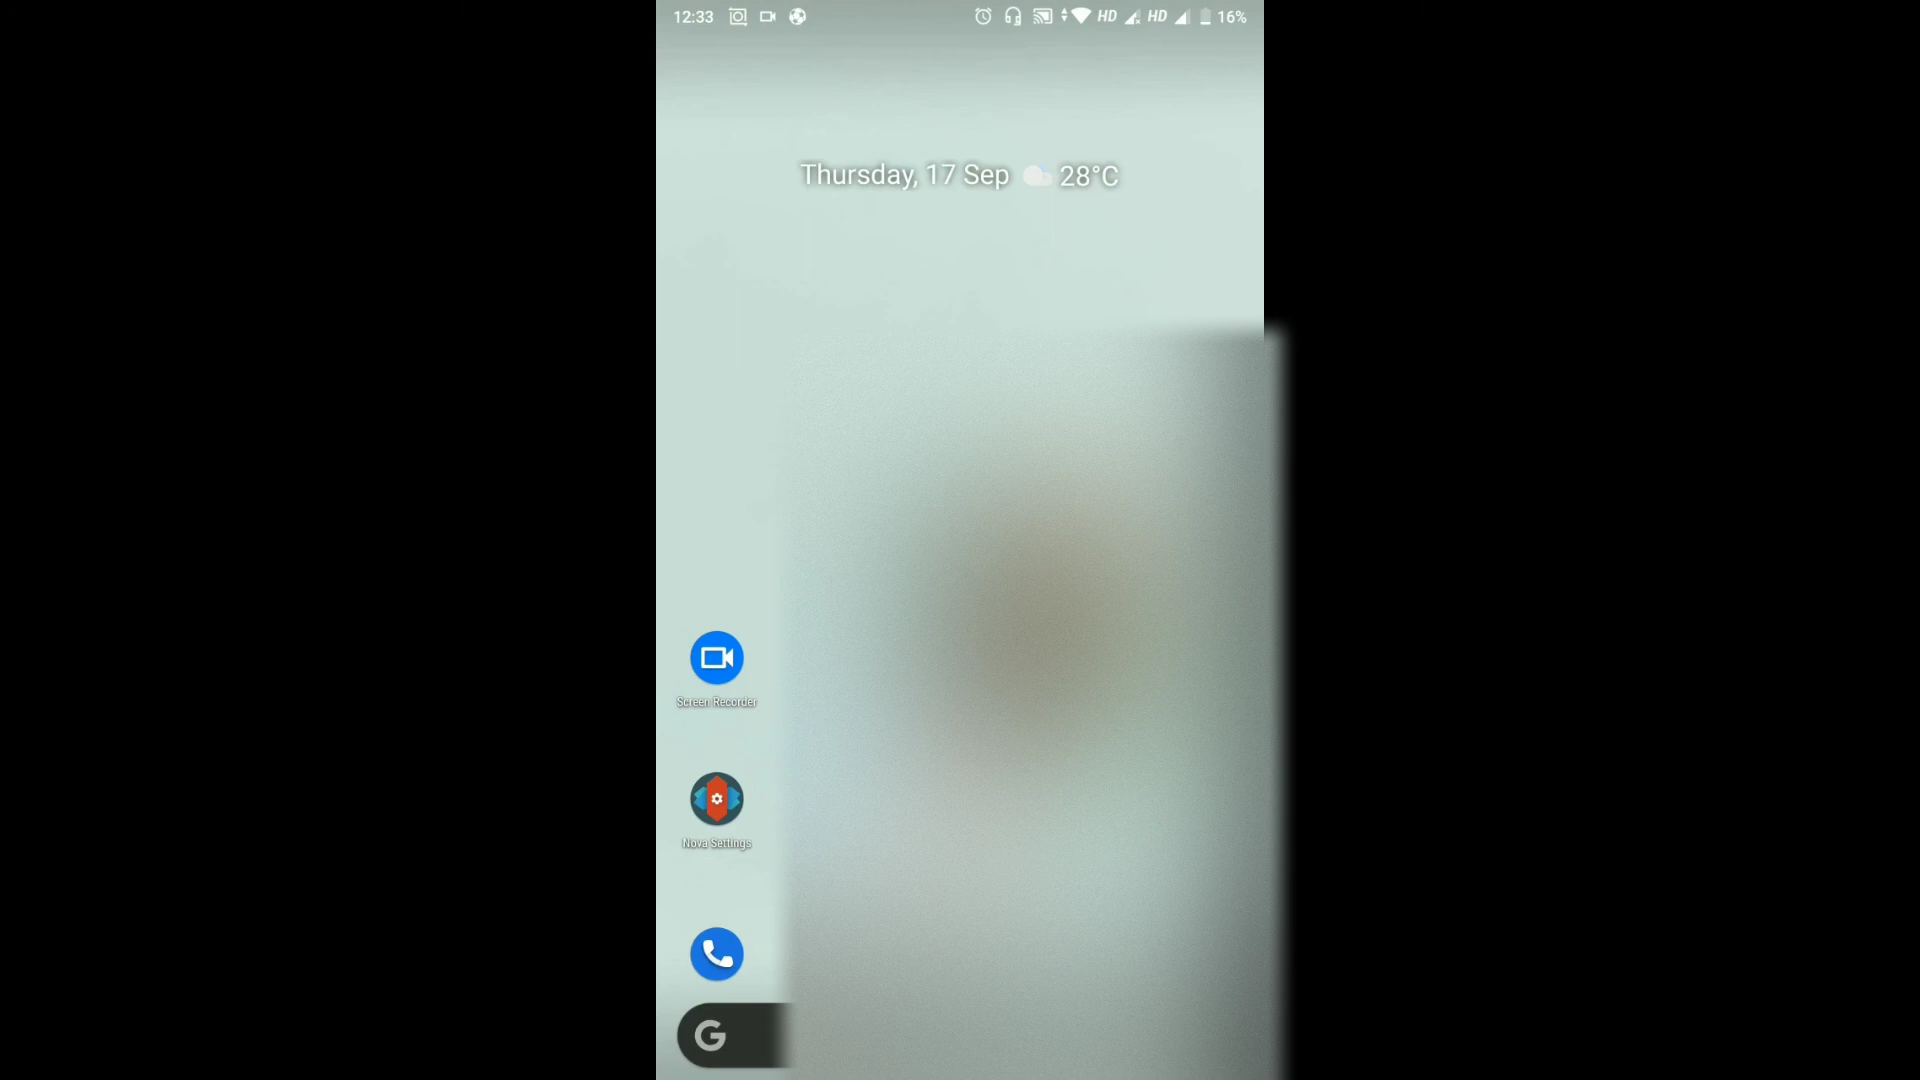 12:33 HD HD 16%
Thursday, 17 Sep 28°C
Screen Recorder
Nova Settings
G